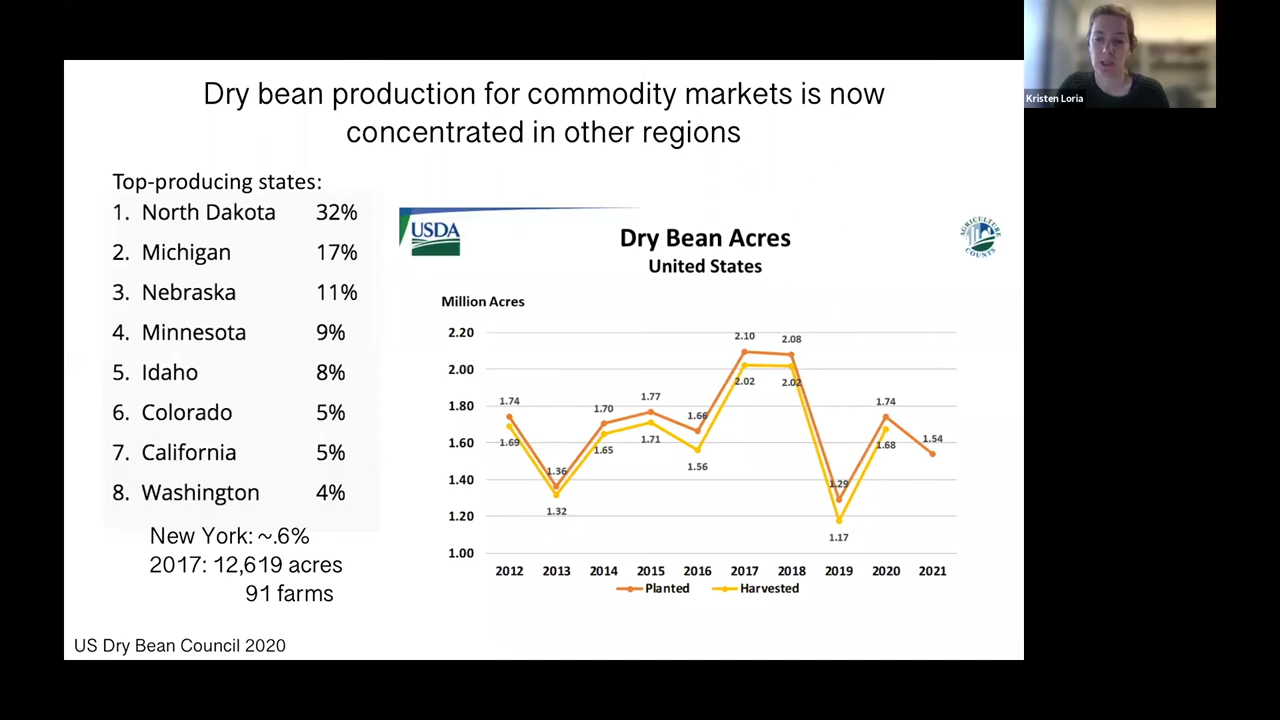 Dry bean production for commodity markets is now
concentrated in other regions
Top-producing states:
1. North Dakota 32%
2. Michigan 17%
3. Nebraska 11%
4. Minnesota 9%
5. Idaho 8%
6. Colorado 5%
7. California 5%
8. Washington 4%
New York: ~.6%
2017: 12,619 acres
91 farms
US Dry Bean Council 2020
USDA
Dry Bean Acres
United States
AGRICULTURE COUNTS
Million Acres
2.20
2.00
1.80
1.60
1.40
1.20
1.00
1.74 1.36 1.70 1.77 1.66 2.10 2.08 1.29 1.74 1.54
1.69 1.32 1.65 1.71 1.56 2.02 2.02 1.17 1.68
2012 2013 2014 2015 2016 2017 2018 2019 2020 2021
Planted Harvested
Kristen Loria